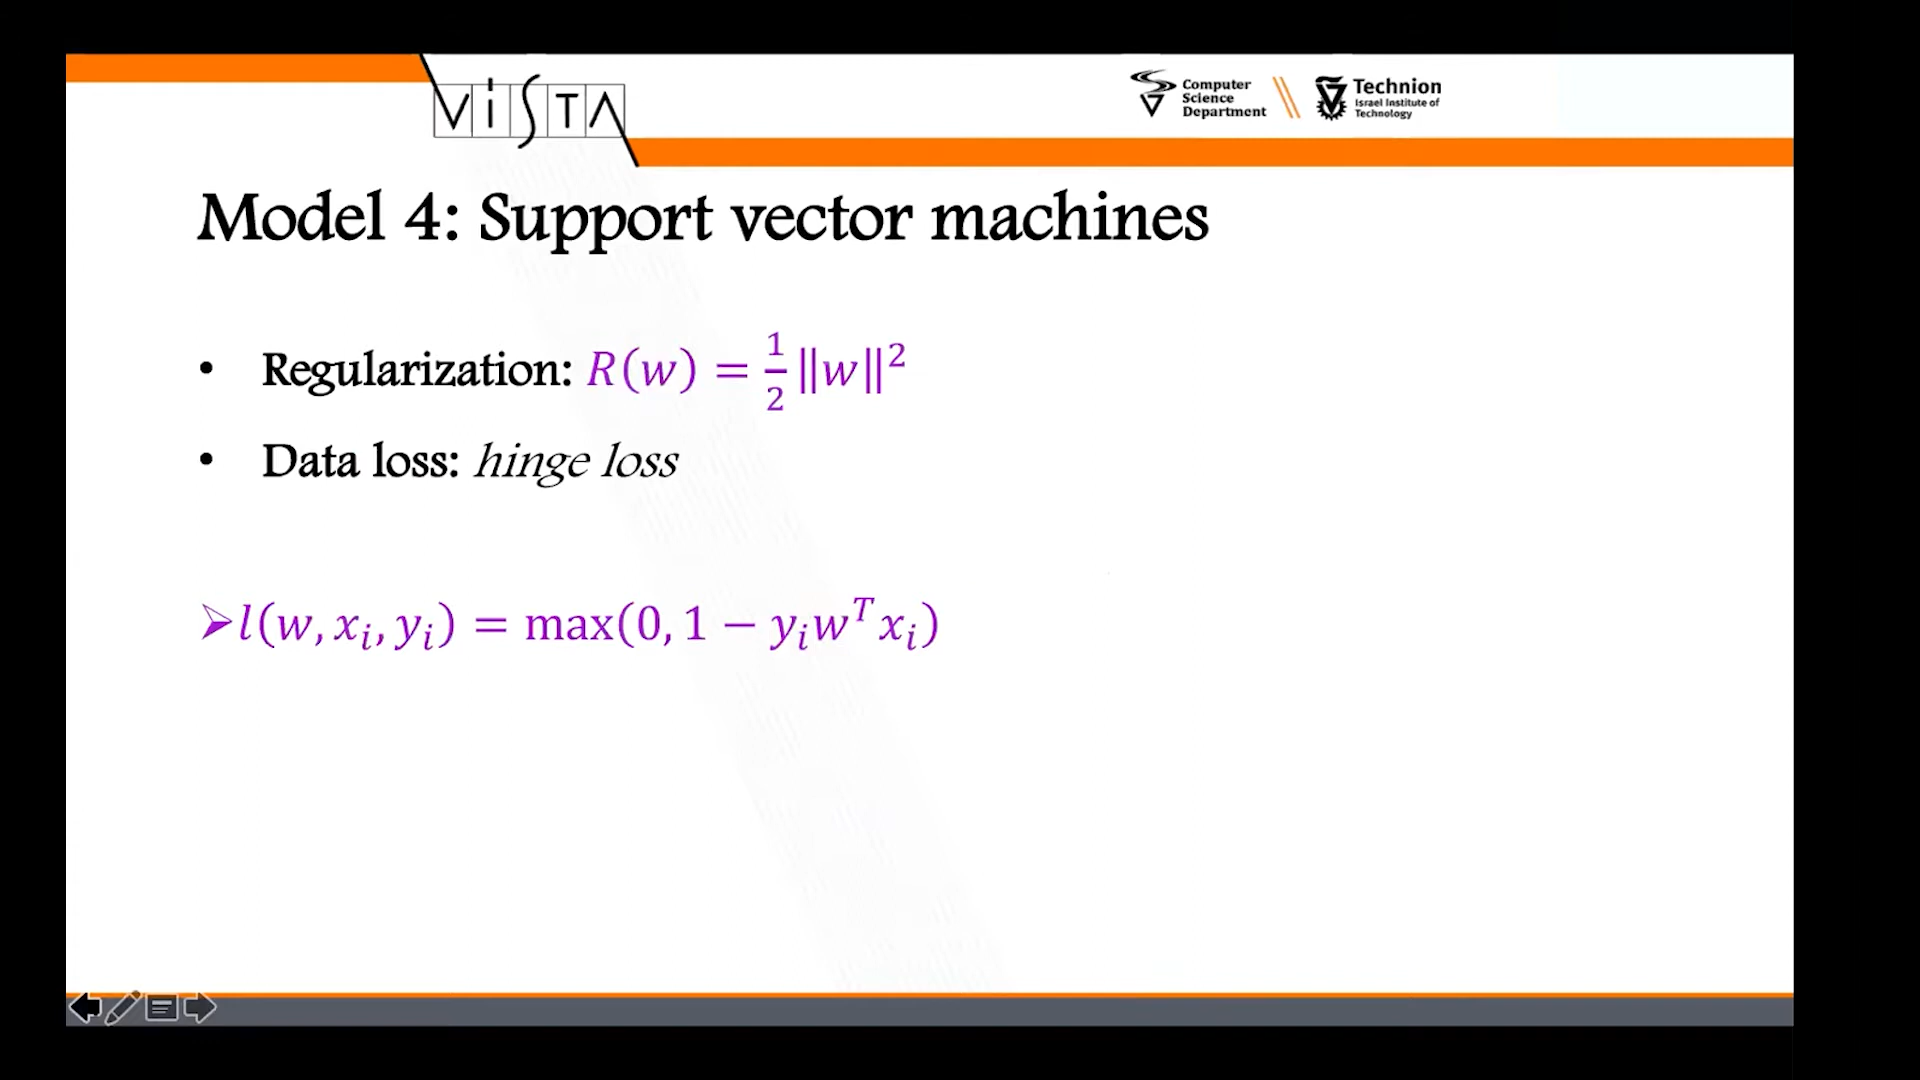 ViSTA
Computer
Science
Department
Technion
Israel Institute of
Technology
Model 4: Support vector machines
• Regularization: R(w) = 1/2 ||w||²
• Data loss: hinge loss
➢ l(w, xᵢ, yᵢ) = max(0, 1 − yᵢwᵀxᵢ)